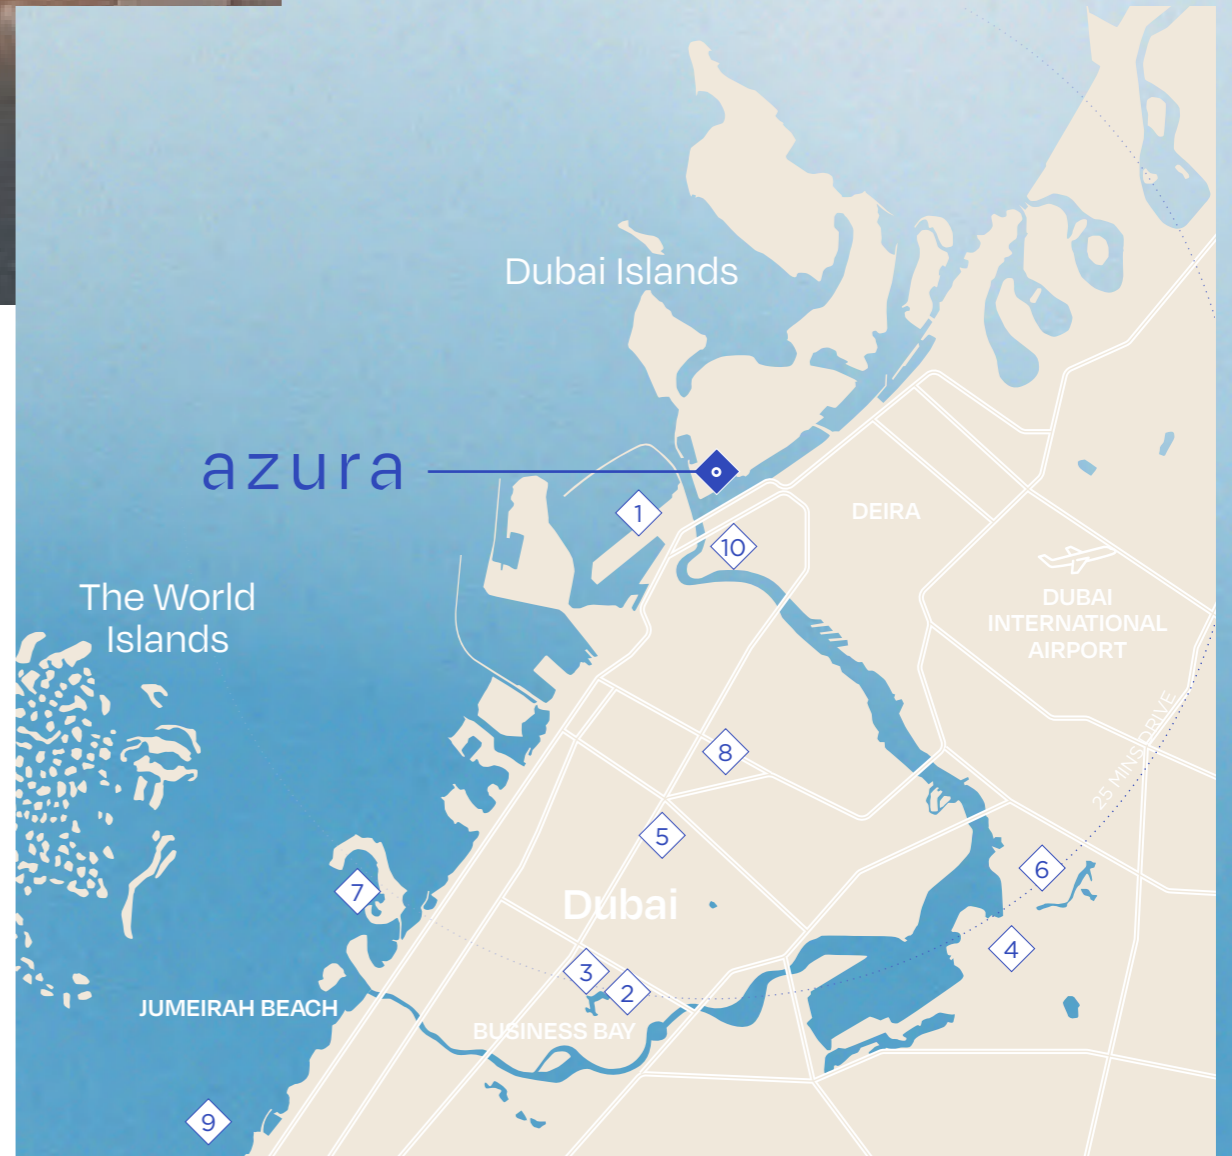 Dubai Islands
azura
1
10
DEIRA
DUBAI
INTERNATIONAL
AIRPORT
The World
Islands
25 MINS DRIVE
8
5
6
7
Dubai
4
3
2
JUMEIRAH BEACH
BUSINESS BAY
9